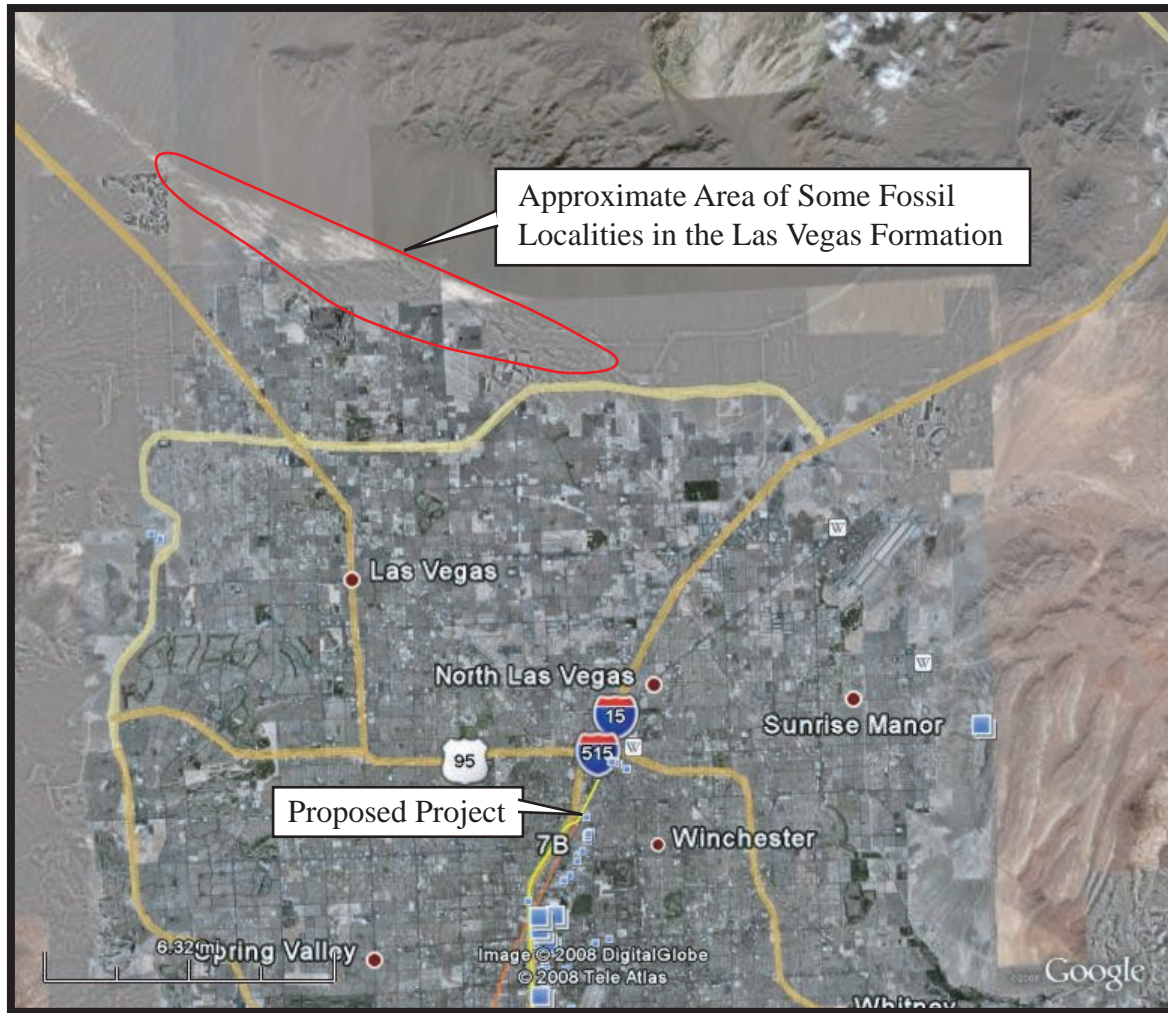 Approximate Area of Some Fossil
Localities in the Las Vegas Formation
W
Las Vegas
W
North Las Vegas
15
Sunrise Manor
515
W
95
Proposed Project
7B
Winchester
6.32 mi
Spring Valley
Image © 2008 DigitalGlobe
© 2008 Tele Atlas
Google
Whitney